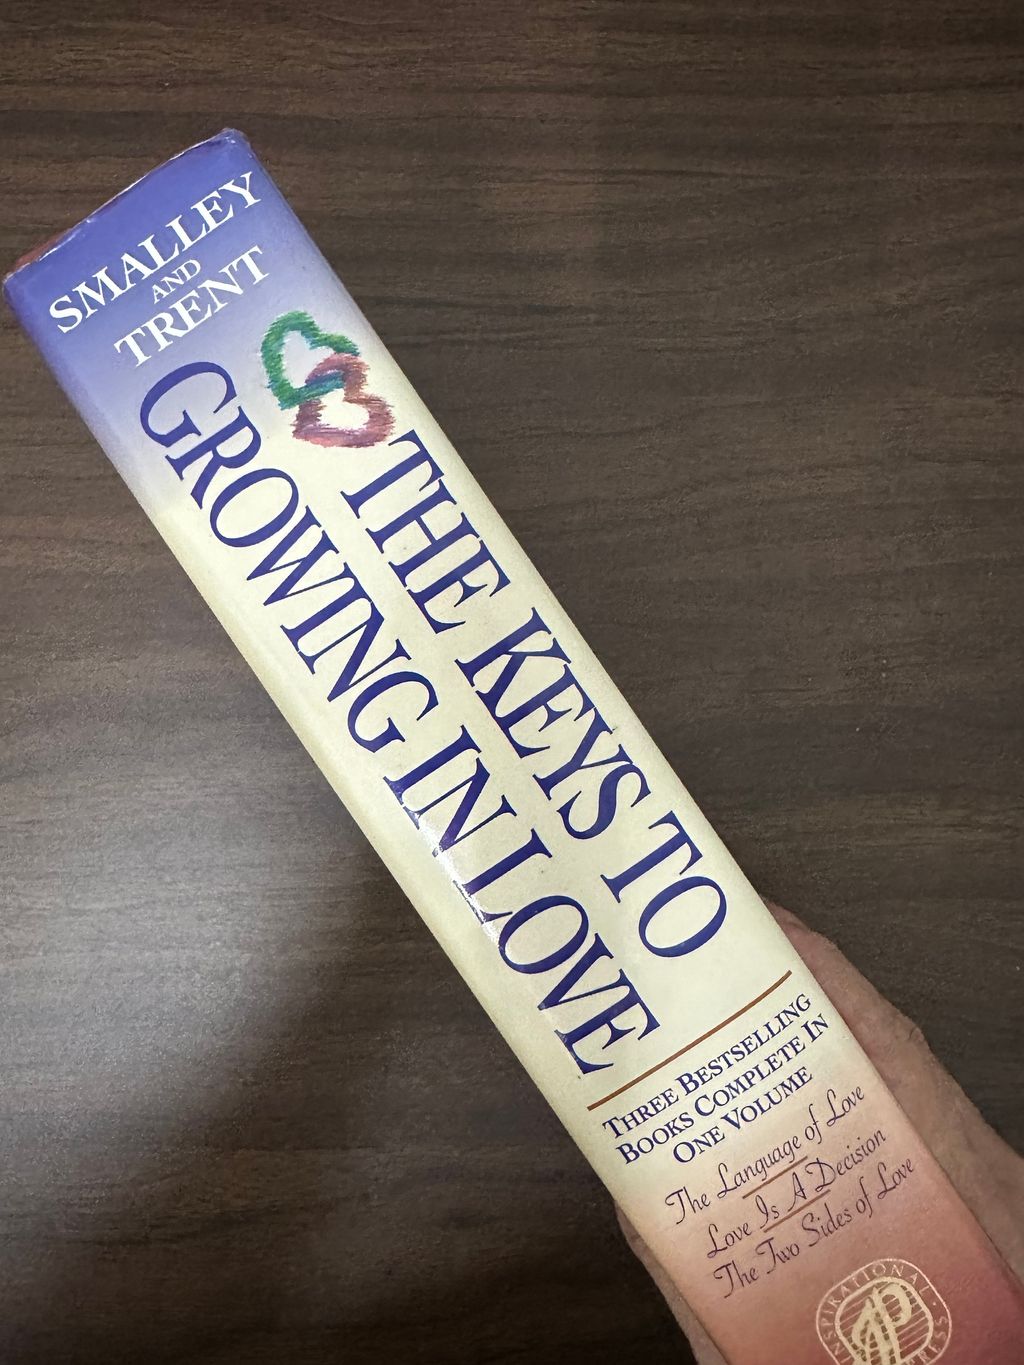 SMALLEY
AND
TRENT
THE KEYS TO
GROWING IN LOVE
THREE BESTSELLING
BOOKS COMPLETE IN
ONE VOLUME
The Language of Love
Love Is A Decision
The Two Sides of Love
INSPIRATIONAL